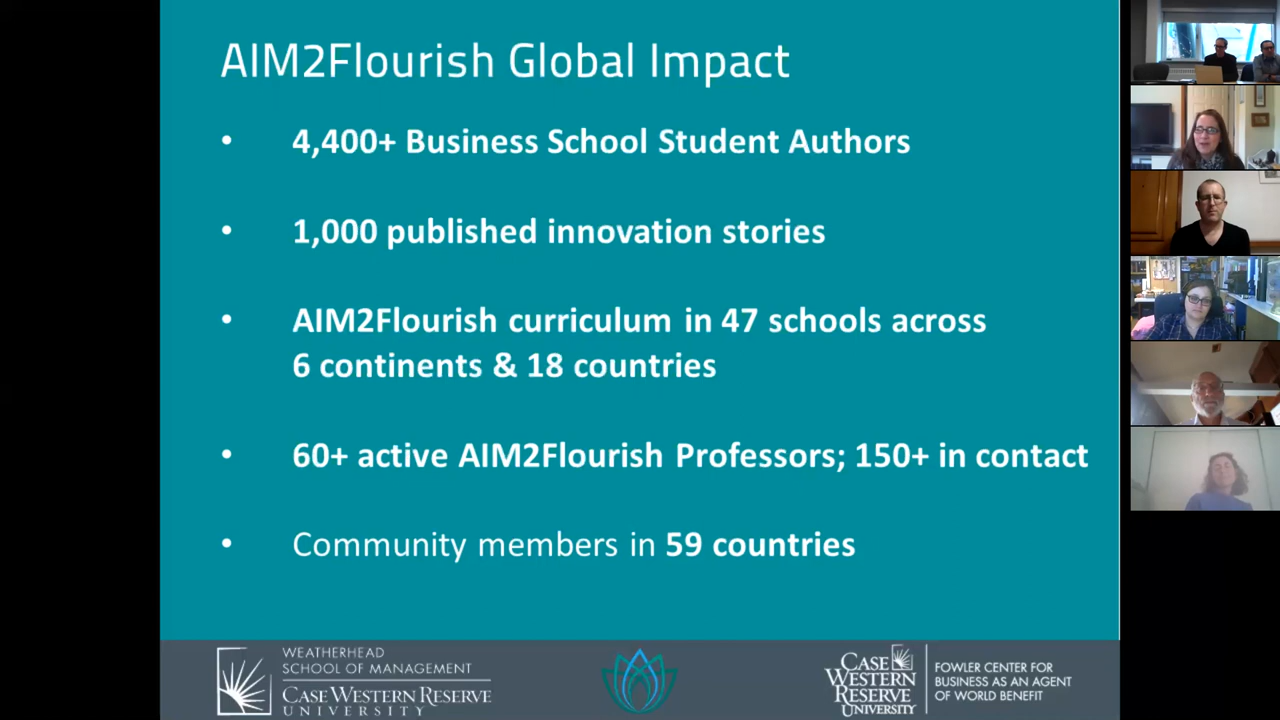 AIM2Flourish Global Impact
• 4,400+ Business School Student Authors
• 1,000 published innovation stories
• AIM2Flourish curriculum in 47 schools across
6 continents & 18 countries
• 60+ active AIM2Flourish Professors; 150+ in contact
• Community members in 59 countries
WEATHERHEAD
SCHOOL OF MANAGEMENT
CASE WESTERN RESERVE
UNIVERSITY
CASE
WESTERN
RESERVE
UNIVERSITY
FOWLER CENTER FOR
BUSINESS AS AN AGENT
OF WORLD BENEFIT